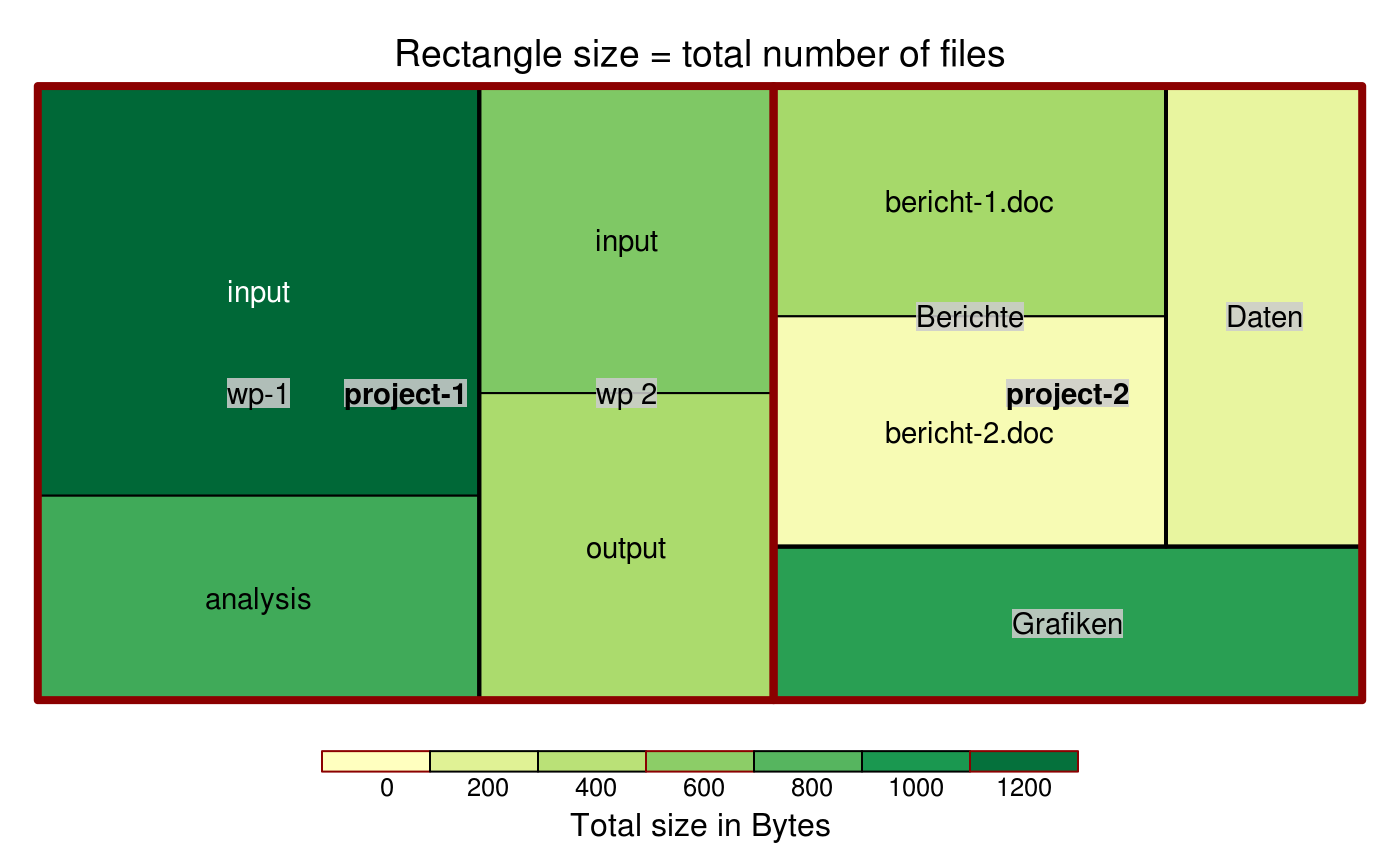 Rectangle size = total number of files
input
wp-1
project-1
analysis
input
wp 2
output
bericht-1.doc
Berichte
project-2
bericht-2.doc
Daten
Grafiken
0 200 400 600 800 1000 1200
Total size in Bytes